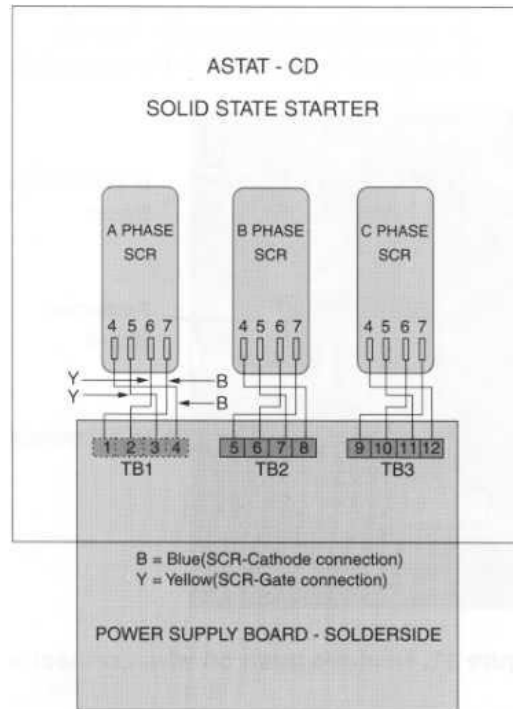 ASTAT - CD
SOLID STATE STARTER
A PHASE
SCR
B PHASE
SCR
C PHASE
SCR
4 5 6 7
4 5 6 7
4 5 6 7
Y
B
Y
B
1 2 3 4
5 6 7 8
9 10 11 12
TB1
TB2
TB3
B = Blue(SCR-Cathode connection)
Y = Yellow(SCR-Gate connection)
POWER SUPPLY BOARD - SOLDERSIDE